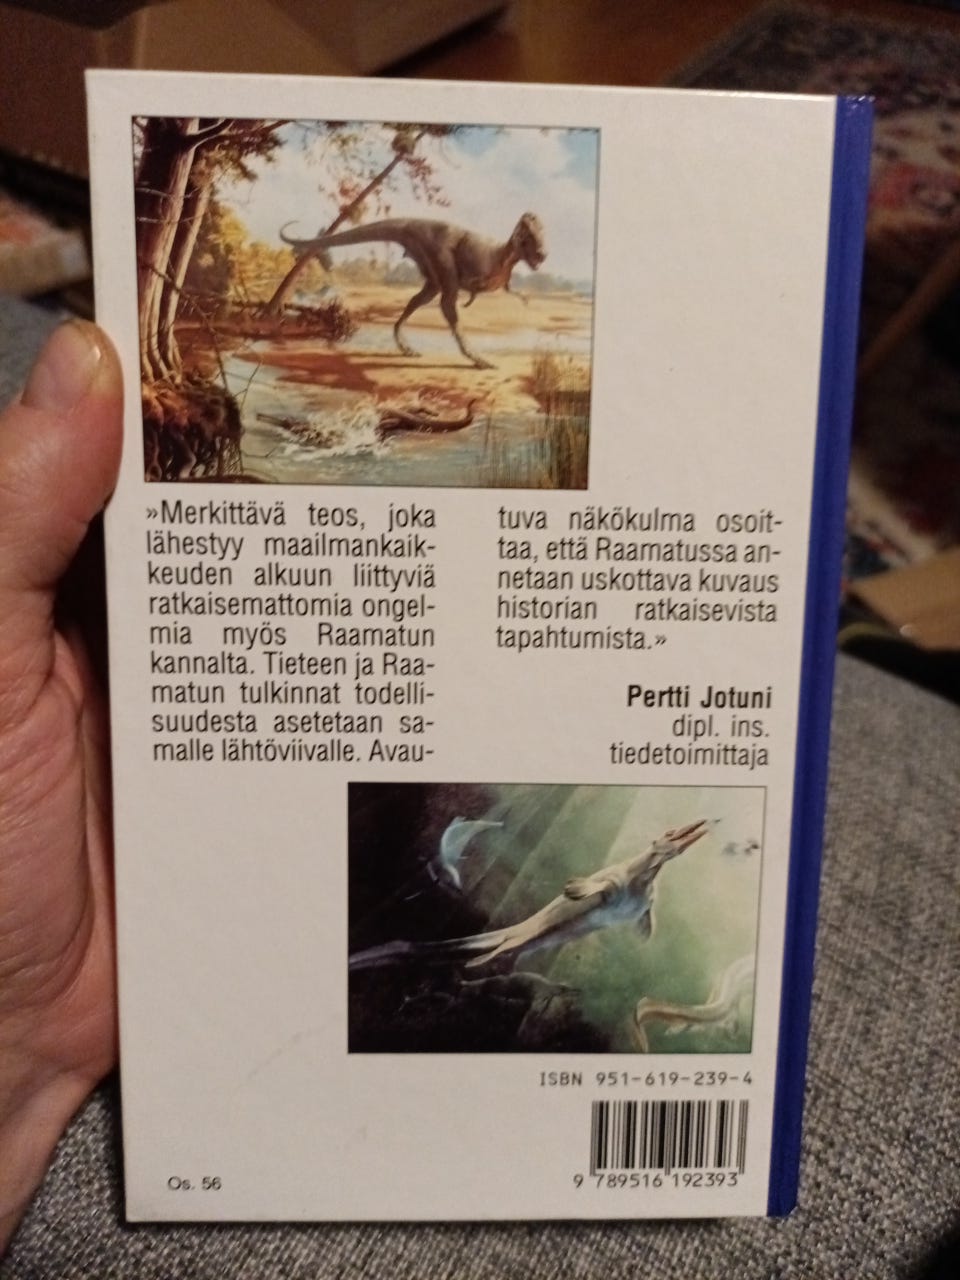 »Merkittävä teos, joka
lähestyy maailmankaik-
keuden alkuun liittyviä
ratkaisemattomia ongel-
mia myös Raamatun
kannalta. Tieteen ja Raa-
matun tulkinnat todelli-
suudesta asetetaan sa-
malle lähtöviivalle. Avau-
tuva näkökulma osoit-
taa, että Raamatussa an-
netaan uskottava kuvaus
historian ratkaisevista
tapahtumista.»
Pertti Jotuni
dipl. ins.
tiedetoimittaja
ISBN 951-619-239-4
9 789516 192393
Os. 56